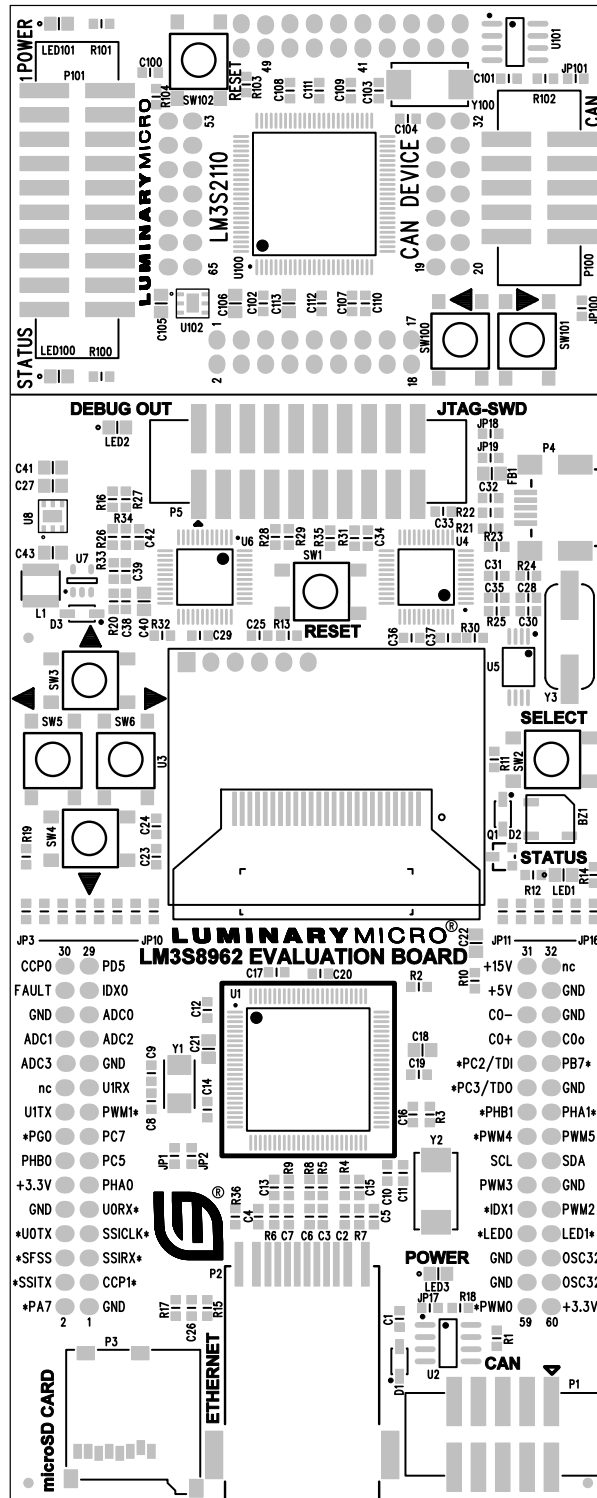 1 POWER
LED101
R101
P101
C100
R104
SW102
RESET
R103
49
C108
C111
C109
C103
41
Y100
U101
C101
R102
JP101
CAN
53
65
LUMINARYMICRO
LM3S2110
U100
C104
CAN DEVICE
32
19
20
P100
JP100
C105
U102
C106
C102
C113
C112
C107
C110
1
2
17
18
SW100
SW101
STATUS
LED100
R100
DEBUG OUT
JTAG-SWD
LED2
JP18
JP19
P4
C41
C27
FB1
C32
U8
R16
R27
P5
R34
C33
R22
R21
C43
U7
R33
R26
C42
U6
R28
R29
SW1
R35
R31
C34
U4
R23
C39
C31
R24
L1
D3
R20
C38
C40
C35
C28
R32
C29
C25
R13
RESET
C36
C37
R30
R25
C30
U5
Y3
SW3
SW5
SW6
U3
SW4
SELECT
R11
SW2
R19
C24
C23
Q1
D2
BZ1
STATUS
R12
LED1
R14
JP3
JP10
LUMINARYMICRO®
C22
JP11
JP16
LM3S8962 EVALUATION BOARD
30 29
31 32
C17
C20
R2
R10
CCP0 PD5
FAULT IDX0
GND ADC0
ADC1 ADC2
ADC3 GND
nc U1RX
U1TX PWM1*
*PG0 PC7
PHB0 PC5
+3.3V PHA0
GND U0RX*
*U0TX SSICLK*
*SFSS SSIRX*
*SSITX CCP1*
*PA7 GND
2 1
+15V nc
+5V GND
C0- GND
C0+ C0o
*PC2/TDI PB7*
*PC3/TDO GND
*PHB1 PHA1*
*PWM4 PWM5
SCL SDA
PWM3 GND
*IDX1 PWM2
*LED0 LED1*
GND OSC32
GND OSC32
*PWM0 +3.3V
59 60
U1
C12
C21
C9
Y1
C14
C8
C18
C19
C16
R3
JP1
JP2
Y2
®
R36
C4
C13
R9
R8
R5
R4
C15
C10
C11
R6
C7
C6
C3
C2
R7
C5
P2
POWER
LED3
R17
C26
R15
JP17
R18
C1
R1
P3
ETHERNET
D1
U2
CAN
P1
microSD CARD